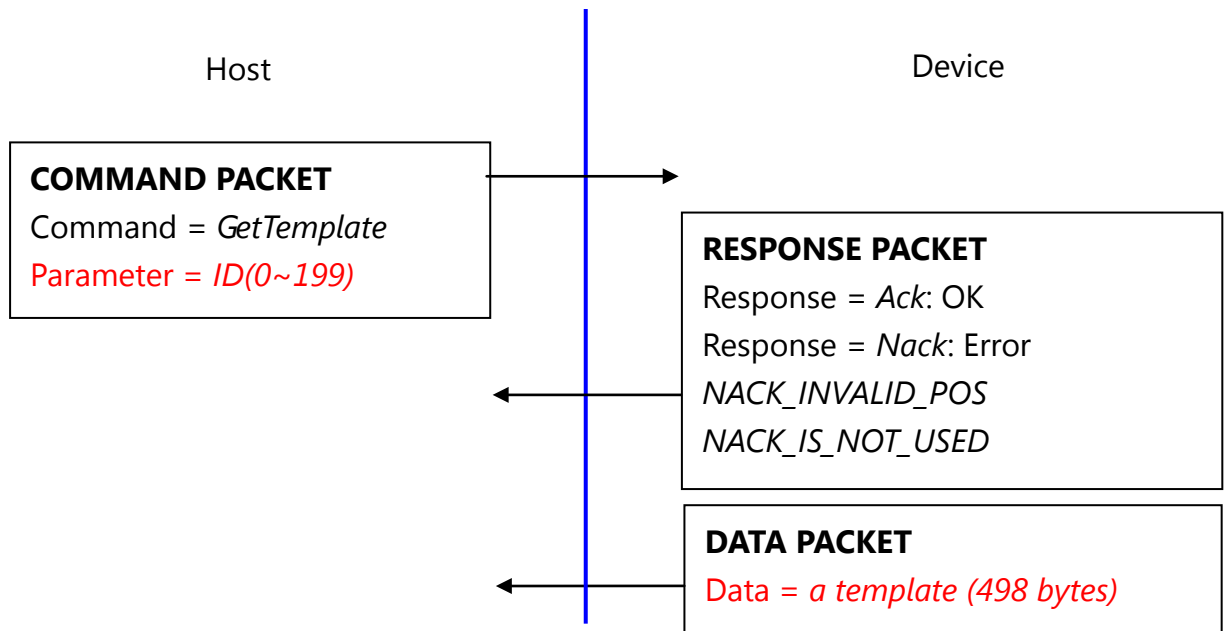 Host
Device
COMMAND PACKET
Command = GetTemplate
Parameter = ID(0~199)
RESPONSE PACKET
Response = Ack: OK
Response = Nack: Error
NACK_INVALID_POS
NACK_IS_NOT_USED
DATA PACKET
Data = a template (498 bytes)